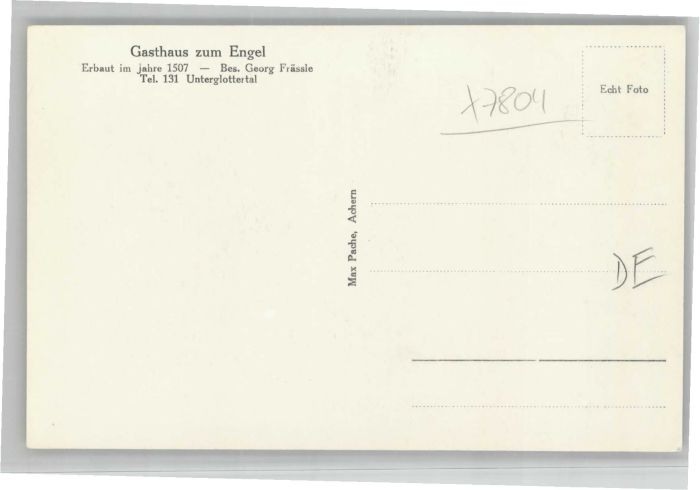 Gasthaus zum Engel
Erbaut im jahre 1507 — Bes. Georg Frässle
Tel. 131 Unterglottertal
Max Pache, Achern
x7804
Echt Foto
DE